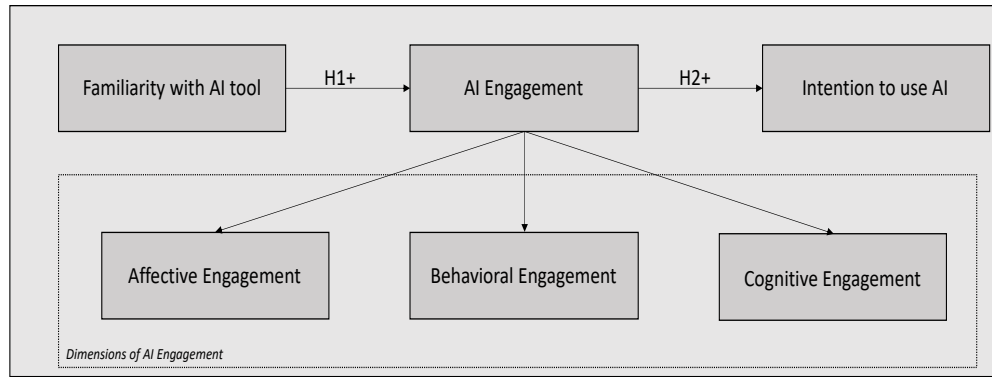 Familiarity with AI tool
H1+
AI Engagement
H2+
Intention to use AI
Affective Engagement
Behavioral Engagement
Cognitive Engagement
Dimensions of AI Engagement